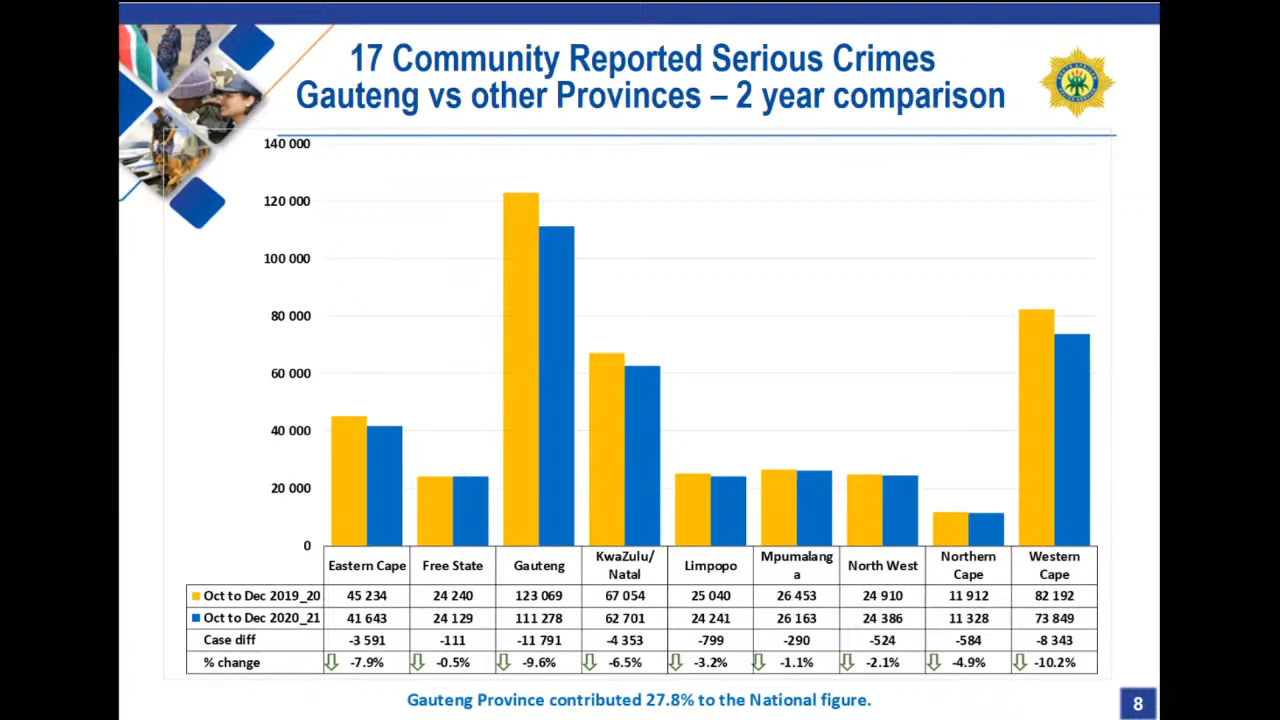 17 Community Reported Serious Crimes
Gauteng vs other Provinces – 2 year comparison
140 000
120 000
100 000
80 000
60 000
40 000
20 000
0
Eastern Cape Free State Gauteng KwaZulu/ Natal Limpopo Mpumalang a North West Northern Cape Western Cape
Oct to Dec 2019_20 45 234 24 240 123 069 67 054 25 040 26 453 24 910 11 912 82 192
Oct to Dec 2020_21 41 643 24 129 111 278 62 701 24 241 26 163 24 386 11 328 73 849
Case diff -3 591 -111 -11 791 -4 353 -799 -290 -524 -584 -8 343
% change -7.9% -0.5% -9.6% -6.5% -3.2% -1.1% -2.1% -4.9% -10.2%
Gauteng Province contributed 27.8% to the National figure.
8